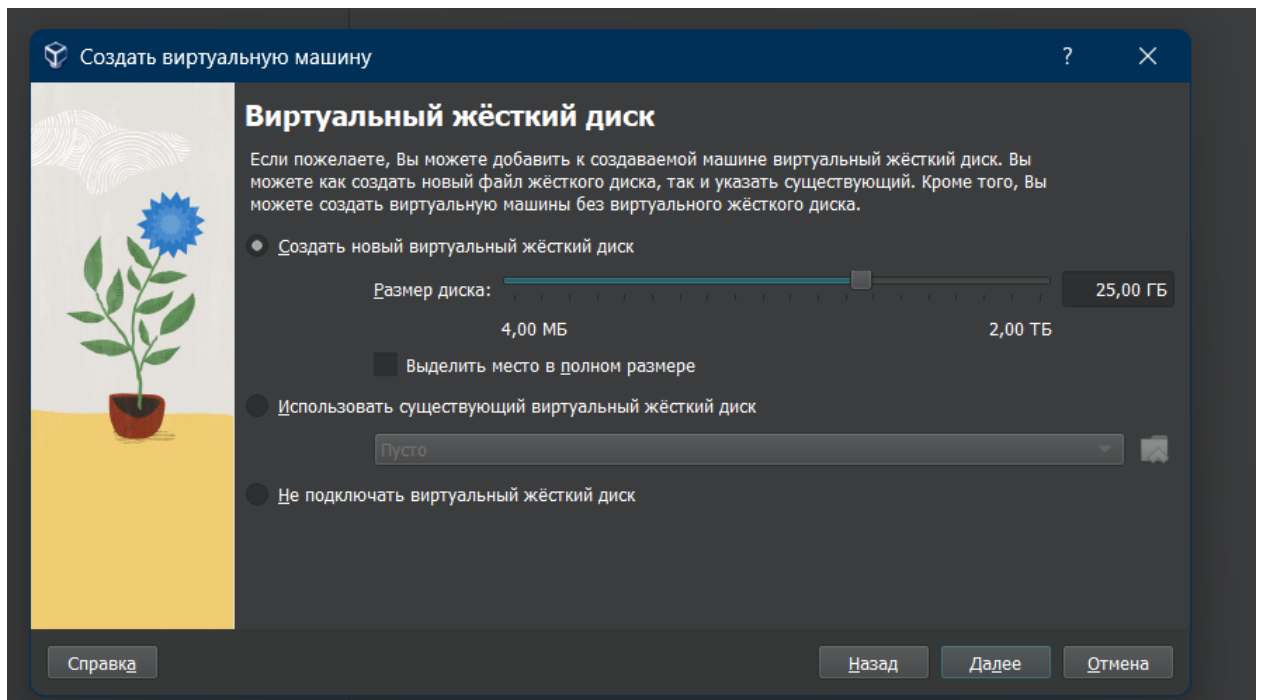 Создать виртуальную машину
?
Виртуальный жёсткий диск
Если пожелаете, Вы можете добавить к создаваемой машине виртуальный жёсткий диск. Вы
можете как создать новый файл жёсткого диска, так и указать существующий. Кроме того, Вы
можете создать виртуальную машины без виртуального жёсткого диска.
Создать новый виртуальный жёсткий диск
Размер диска:
25,00 ГБ
4,00 МБ
2,00 ТБ
Выделить место в полном размере
Использовать существующий виртуальный жёсткий диск
Пусто
Не подключать виртуальный жёсткий диск
Справка
Назад
Далее
Отмена